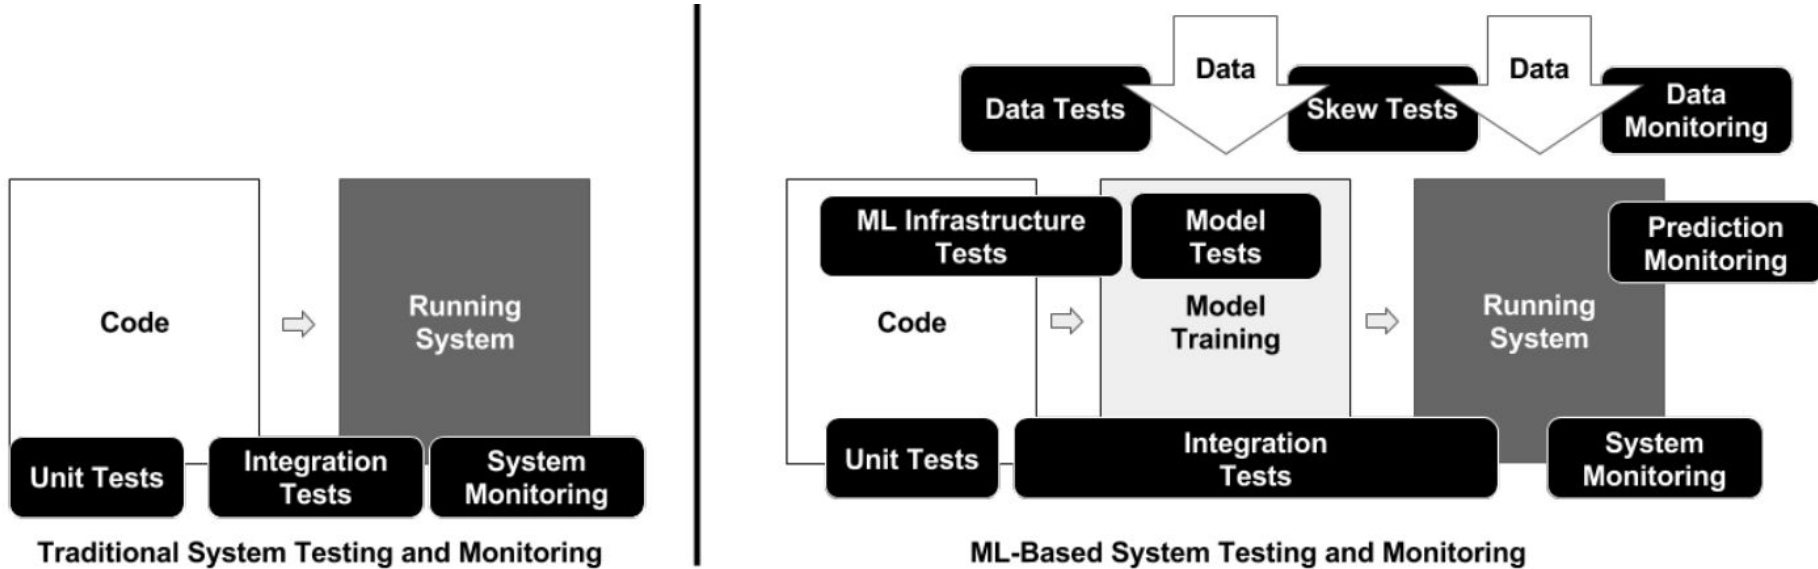 Code
Running
System
Unit Tests
Integration
Tests
System
Monitoring
Traditional System Testing and Monitoring
Data
Data
Data Tests
Skew Tests
Data
Monitoring
ML Infrastructure
Tests
Model
Tests
Prediction
Monitoring
Code
Model
Training
Running
System
Unit Tests
Integration
Tests
System
Monitoring
ML-Based System Testing and Monitoring